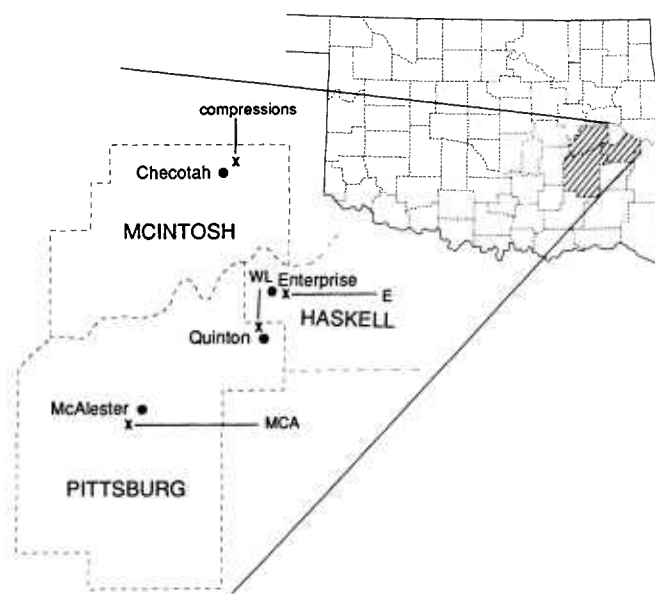 compressions
Checotah
MCINTOSH
WL Enterprise
E
HASKELL
Quinton
McAlester
MCA
PITTSBURG